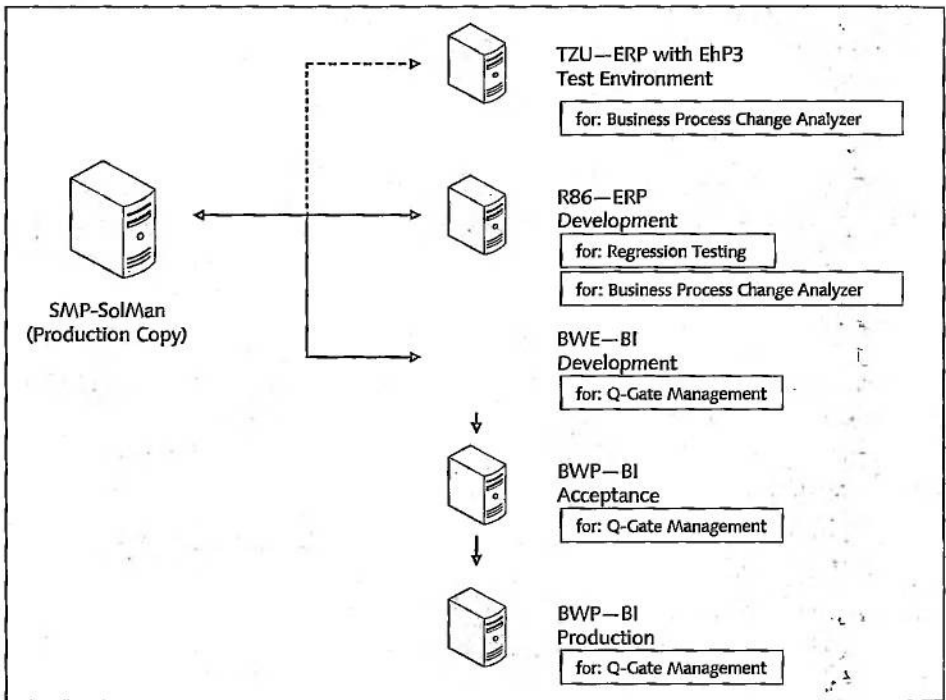 TZU—ERP with EhP3
Test Environment
for: Business Process Change Analyzer
R86—ERP
Development
for: Regression Testing
for: Business Process Change Analyzer
SMP-SolMan
(Production Copy)
BWE—BI
Development
for: Q-Gate Management
BWP—BI
Acceptance
for: Q-Gate Management
BWP—BI
Production
for: Q-Gate Management